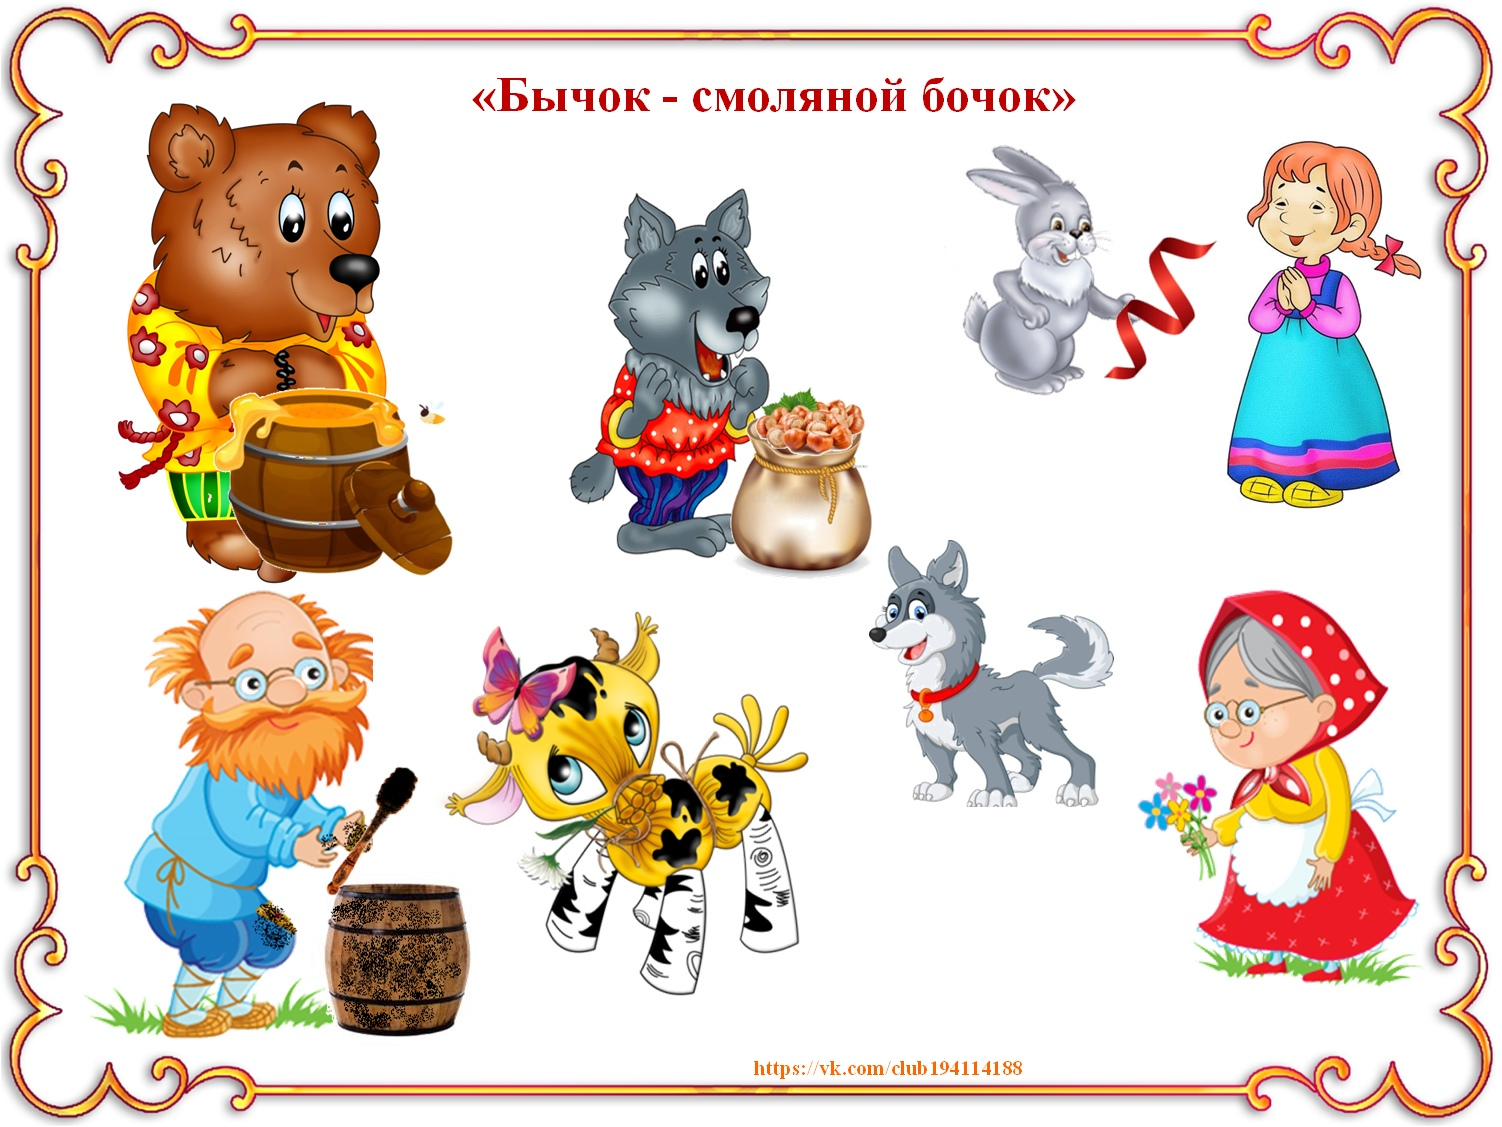 «Бычок - смоляной бочок»
https://vk.com/club194114188